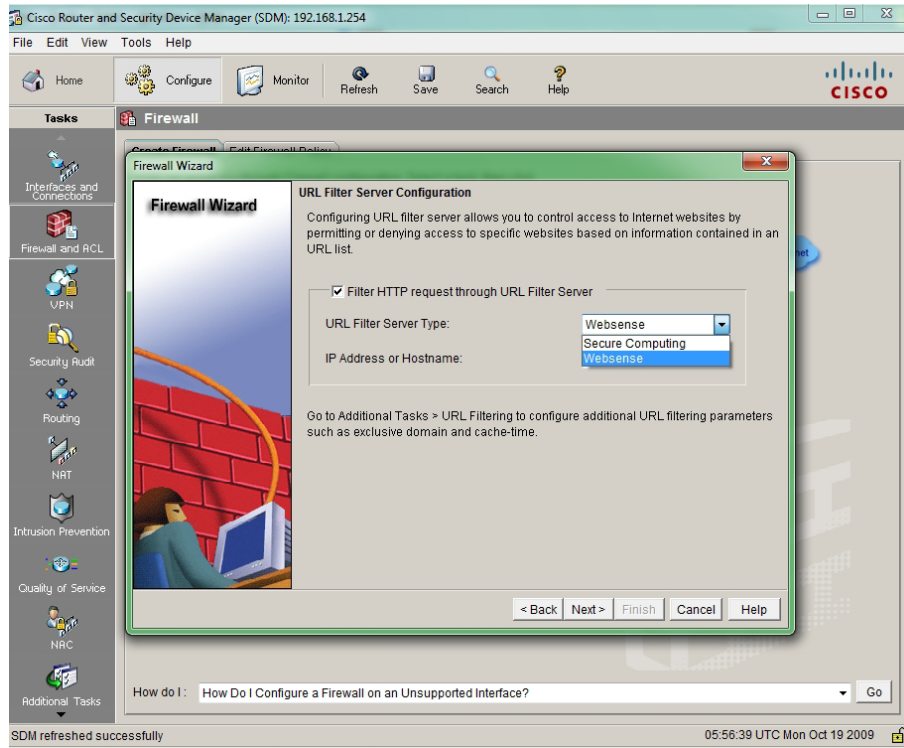 Cisco Router and Security Device Manager (SDM): 192.168.1.254
File Edit View Tools Help
Home Configure Monitor Refresh Save Search Help
CISCO
Tasks
Firewall
Create Firewall Edit Firewall Policy
Interfaces and Connections
Firewall and ACL
VPN
Security Audit
Routing
NAT
Intrusion Prevention
Quality of Service
NAC
Additional Tasks
Firewall Wizard
Firewall Wizard
URL Filter Server Configuration
Configuring URL filter server allows you to control access to Internet websites by
permitting or denying access to specific websites based on information contained in an
URL list.
Filter HTTP request through URL Filter Server
URL Filter Server Type: Websense
Secure Computing
Websense
IP Address or Hostname:
Go to Additional Tasks > URL Filtering to configure additional URL filtering parameters
such as exclusive domain and cache-time.
< Back Next > Finish Cancel Help
How do I : How Do I Configure a Firewall on an Unsupported Interface? Go
SDM refreshed successfully 05:56:39 UTC Mon Oct 19 2009